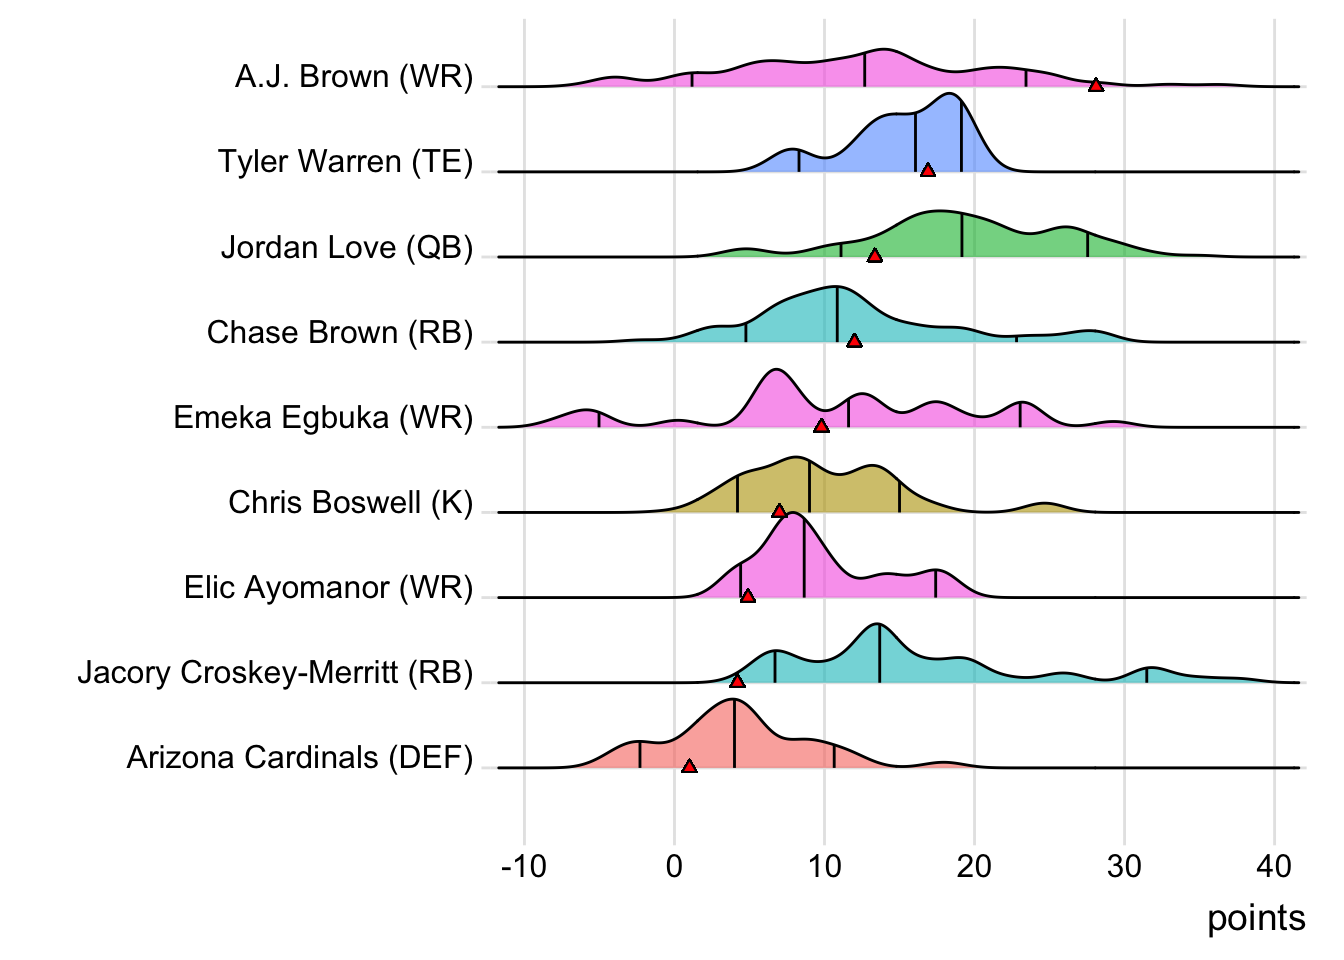 A.J. Brown (WR)
Tyler Warren (TE)
Jordan Love (QB)
Chase Brown (RB)
Emeka Egbuka (WR)
Chris Boswell (K)
Elic Ayomanor (WR)
Jacory Croskey-Merritt (RB)
Arizona Cardinals (DEF)
-10 0 10 20 30 40
points